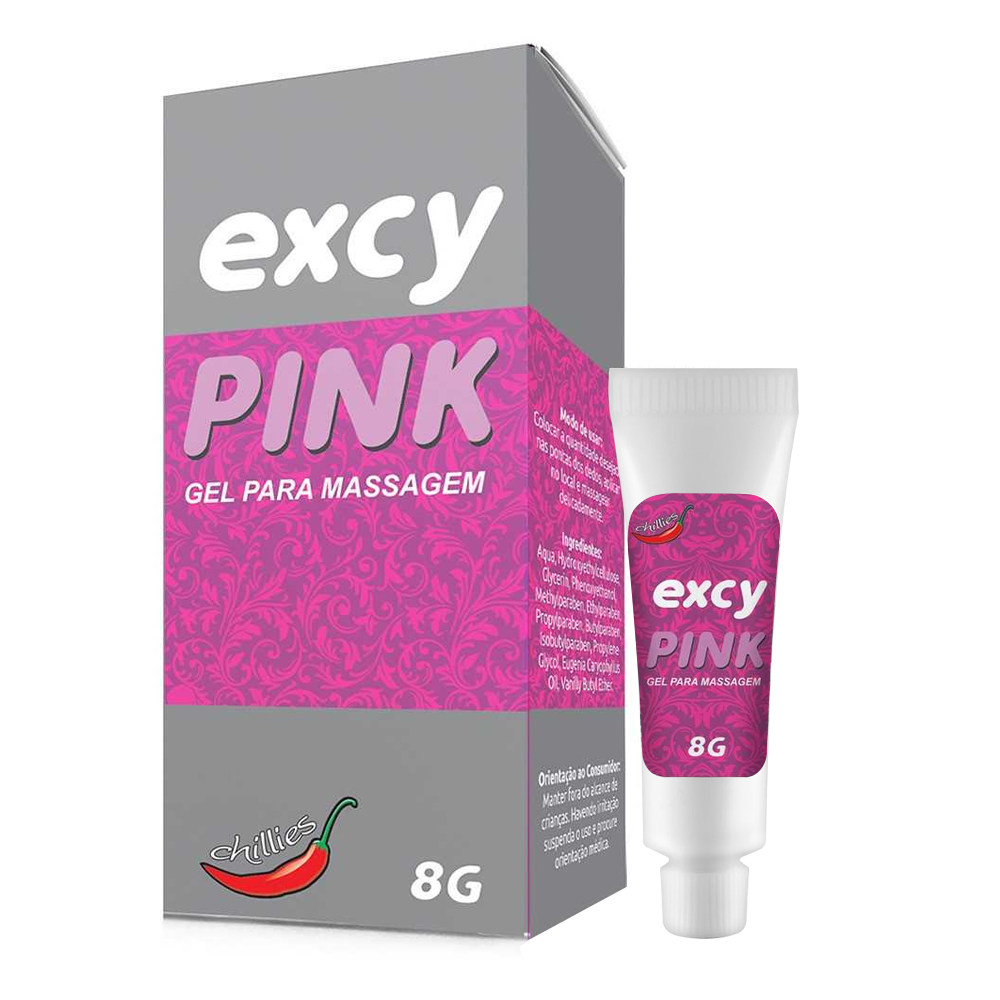 excy
PINK
GEL PARA MASSAGEM
chillies
8G
Modo de usar:
Colocar a quantidade desejada
nas pontas dos dedos, aplicar
no local e massagear
delicadamente.
Ingredientes:
Aqua, Hydroxyethylcellulose,
Glycerin, Phenoxyethanol,
Methylparaben, Ethylparaben,
Propylparaben, Butylparaben,
Isobutylparaben, Propylene
Glycol, Eugenia Caryophyllus
Oil, Vanilly Butyl Ether.
Orientação ao Consumidor:
Manter fora do alcance de
crianças. Havendo irritação
suspenda o uso e procure
orientação médica.
chillies
excy
PINK
GEL PARA MASSAGEM
8G